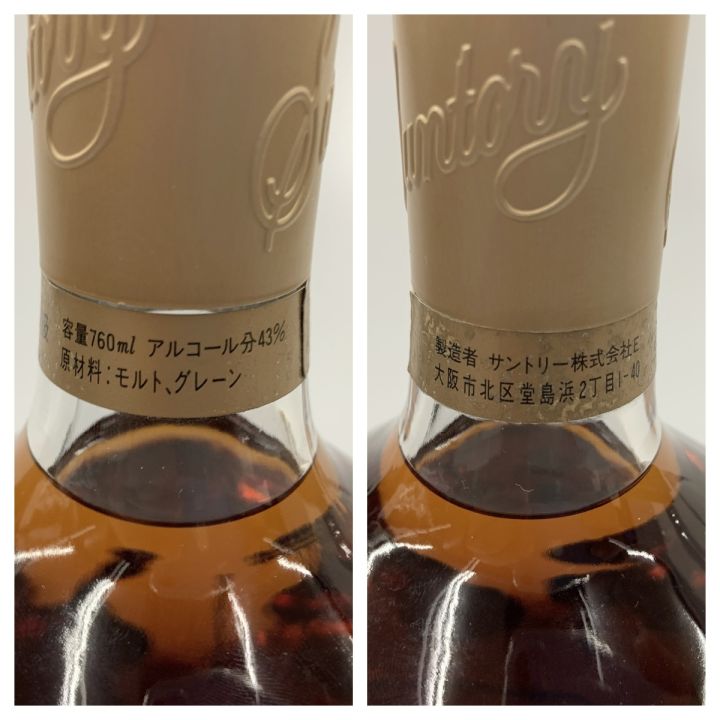 Suntory
級 容量760ml アルコール分43%
原材料:モルト、グレーン
Suntory
製造者 サントリー株式会社E
大阪市北区堂島浜2丁目1-40